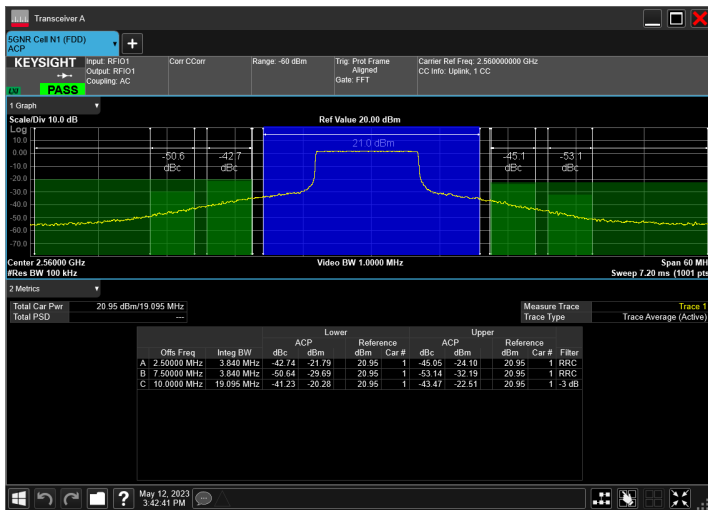 Transceiver A
5GNR Cell N1 (FDD)
ACP
KEYSIGHT
PASS
Input: RFIO1
Output: RFIO1
Coupling: AC
Corr CCorr
Range: -60 dBm
Trig: Prot Frame
Aligned
Gate: FFT
Carrier Ref Freq: 2.560000000 GHz
CC Info: Uplink, 1 CC
1 Graph
Scale/Div 10.0 dB
Ref Value 20.00 dBm
Log
10.0
0.00
-10.0
-20.0
-30.0
-40.0
-50.0
-60.0
-70.0
-50.6
dBc
-42.7
dBc
21.0 dBm
-45.1
dBc
-53.1
dBc
Center 2.56000 GHz
Video BW 1.0000 MHz
Span 60 MH
#Res BW 100 kHz
Sweep 7.20 ms (1001 pts
2 Metrics
Total Car Pwr 20.95 dBm/19.095 MHz
Total PSD ---
Measure Trace Trace 1
Trace Type Trace Average (Active)
Lower Upper
ACP Reference ACP Reference
Offs Freq Integ BW dBc dBm dBm Car # dBc dBm dBm Car # Filter
A 2.50000 MHz 3.840 MHz -42.74 -21.79 20.95 1 -45.05 -24.10 20.95 1 RRC
B 7.50000 MHz 3.840 MHz -50.64 -29.69 20.95 1 -53.14 -32.19 20.95 1 RRC
C 10.0000 MHz 19.095 MHz -41.23 -20.28 20.95 1 -43.47 -22.51 20.95 1 -3 dB
May 12, 2023
3:42:41 PM